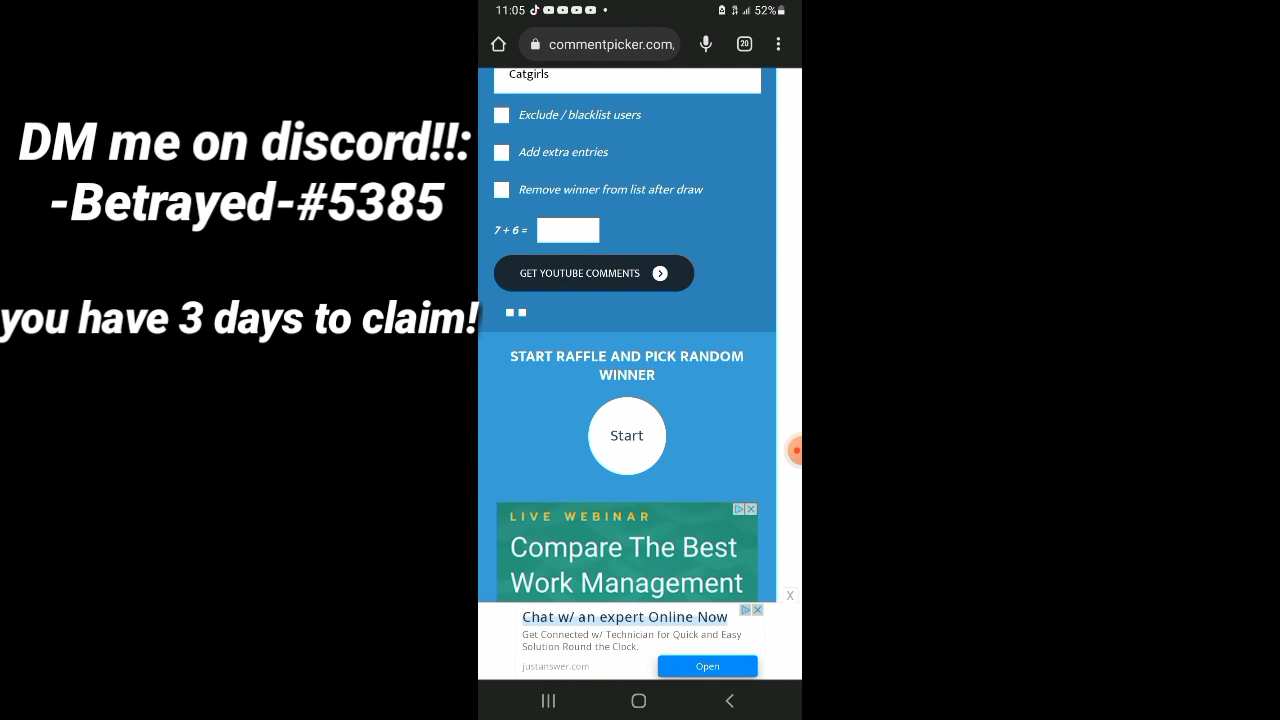 DM me on discord!!:
-Betrayed-#5385
you have 3 days to claim!
11:05
52%
commentpicker.com,
20
Catgirls
Exclude / blacklist users
Add extra entries
Remove winner from list after draw
7 + 6 =
GET YOUTUBE COMMENTS
START RAFFLE AND PICK RANDOM
WINNER
Start
LIVE WEBINAR
Compare The Best
Work Management
X
Chat w/ an expert Online Now
Get Connected w/ Technician for Quick and Easy
Solution Round the Clock.
justanswer.com
Open